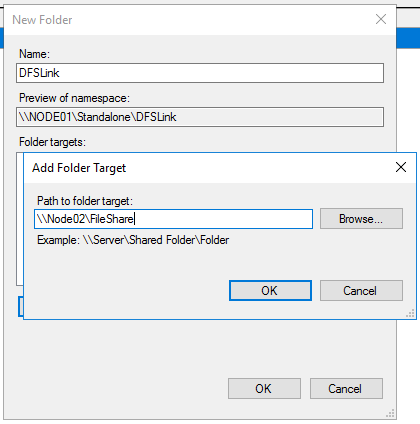 New Folder
Name:
DFSLink
Preview of namespace:
\\NODE01\Standalone\DFSLink
Folder targets:
Add Folder Target
Path to folder target:
\\Node02\FileShare
Browse...
Example: \\Server\Shared Folder\Folder
OK
Cancel
OK
Cancel